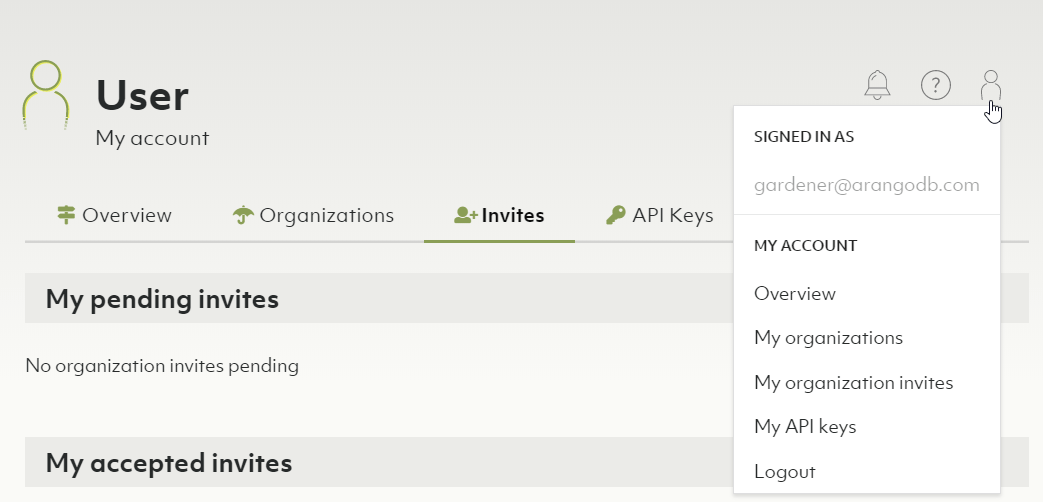 User
My account
?
Overview
Organizations
Invites
API Keys
My pending invites
No organization invites pending
My accepted invites
SIGNED IN AS
gardener@arangodb.com
MY ACCOUNT
Overview
My organizations
My organization invites
My API keys
Logout